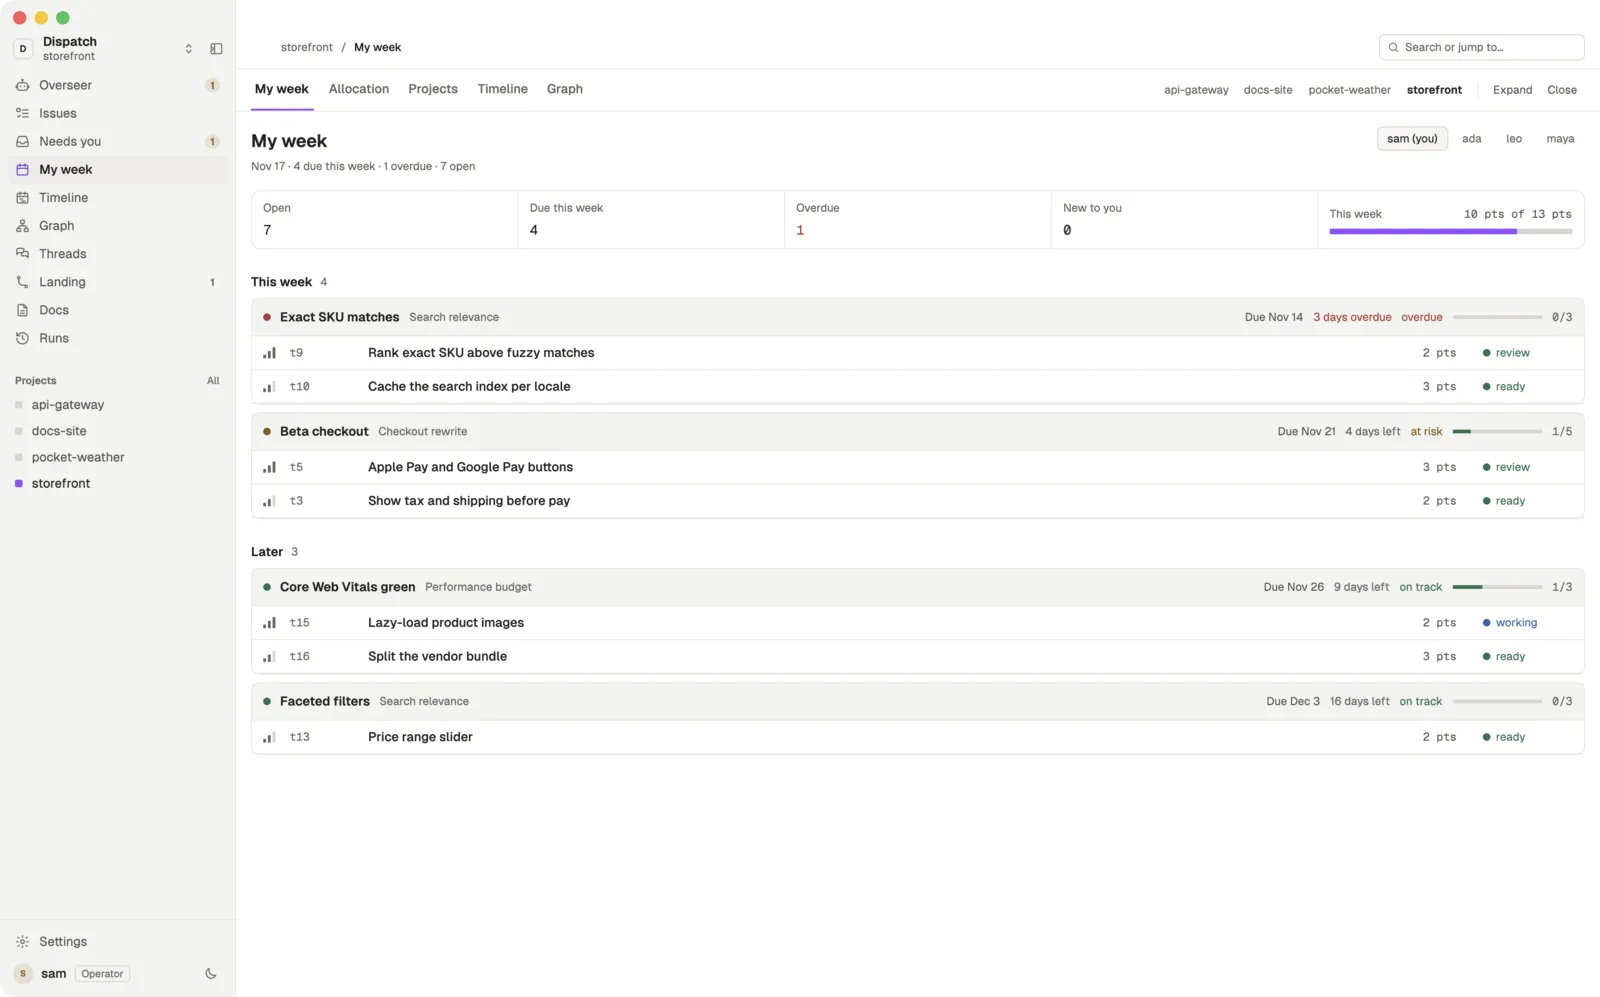 D
Dispatch
storefront
Overseer 1
Issues
Needs you 1
My week
Timeline
Graph
Threads
Landing 1
Docs
Runs
Projects All
api-gateway
docs-site
pocket-weather
storefront
Settings
S sam Operator
storefront / My week
Search or jump to…
My week Allocation Projects Timeline Graph
api-gateway docs-site pocket-weather storefront Expand Close
My week
sam (you) ada leo maya
Nov 17 · 4 due this week · 1 overdue · 7 open
Open Due this week Overdue New to you This week 10 pts of 13 pts
7 4 1 0
This week 4
Exact SKU matches Search relevance Due Nov 14 3 days overdue overdue 0/3
t9 Rank exact SKU above fuzzy matches 2 pts review
t10 Cache the search index per locale 3 pts ready
Beta checkout Checkout rewrite Due Nov 21 4 days left at risk 1/5
t5 Apple Pay and Google Pay buttons 3 pts review
t3 Show tax and shipping before pay 2 pts ready
Later 3
Core Web Vitals green Performance budget Due Nov 26 9 days left on track 1/3
t15 Lazy-load product images 2 pts working
t16 Split the vendor bundle 3 pts ready
Faceted filters Search relevance Due Dec 3 16 days left on track 0/3
t13 Price range slider 2 pts ready